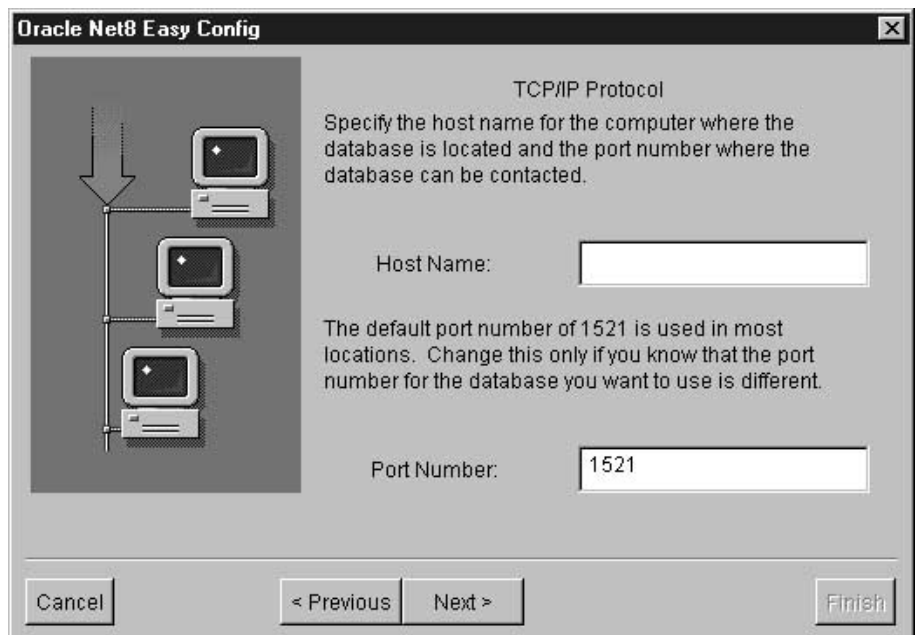 Oracle Net8 Easy Config
TCP/IP Protocol
Specify the host name for the computer where the
database is located and the port number where the
database can be contacted.
Host Name:
The default port number of 1521 is used in most
locations. Change this only if you know that the port
number for the database you want to use is different.
Port Number: 1521
Cancel < Previous Next > Finish